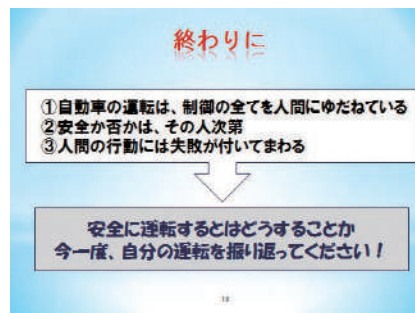 終わりに
①自動車の運転は、制御の全てを人間にゆだねている
②安全か否かは、その人次第
③人間の行動には失敗が付いてまわる
安全に運転するとはどうすることか
今一度、自分の運転を振り返ってください！